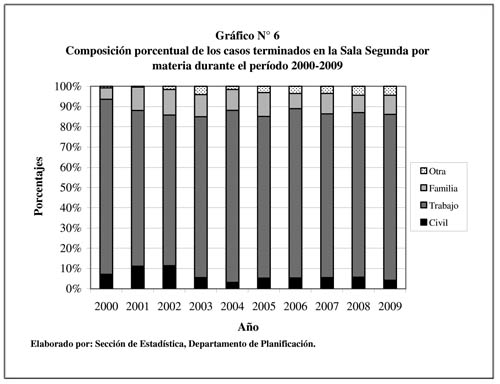 Gráfico N° 6
Composición porcentual de los casos terminados en la Sala Segunda por
materia durante el período 2000-2009
100%
90%
80%
70%
60%
50%
40%
30%
20%
10%
0%
Porcentajes
2000 2001 2002 2003 2004 2005 2006 2007 2008 2009
Año
Otra
Familia
Trabajo
Civil
Elaborado por: Sección de Estadística, Departamento de Planificación.